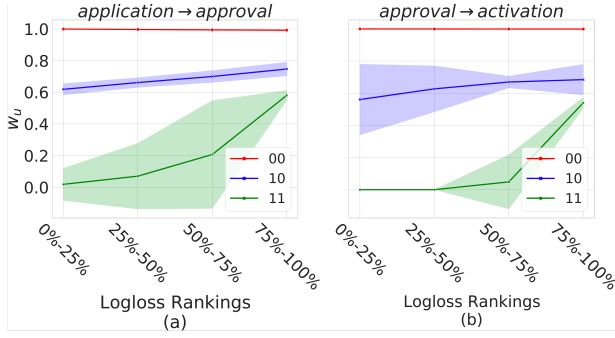 application → approval
approval → activation
w_u
1.0
0.8
0.6
0.4
0.2
0.0
00
10
11
00
10
11
0%-25%
25%-50%
50%-75%
75%-100%
0%-25%
25%-50%
50%-75%
75%-100%
Logloss Rankings
(a)
Logloss Rankings
(b)